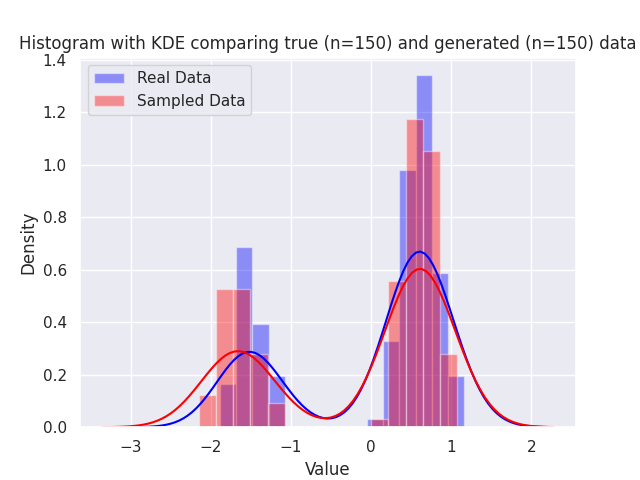 Histogram with KDE comparing true (n=150) and generated (n=150) data
Real Data
Sampled Data
Density
1.4
1.2
1.0
0.8
0.6
0.4
0.2
0.0
−3 −2 −1 0 1 2
Value